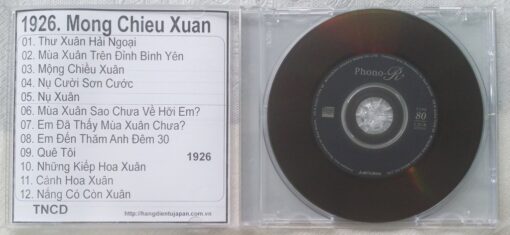 1926. Mong Chieu Xuan
01. Thư Xuân Hải Ngoại
02. Mùa Xuân Trên Đỉnh Bình Yên
03. Mộng Chiều Xuân
04. Nụ Cười Sơn Cước
05. Nụ Xuân
06. Mùa Xuân Sao Chưa Về Hỡi Em?
07. Em Đã Thấy Mùa Xuân Chưa?
08. Em Đến Thăm Anh Đêm 30
09. Quê Tôi
1926
10. Những Kiếp Hoa Xuân
11. Cánh Hoa Xuân
12. Nắng Có Còn Xuân
TNCD
http://hangdientujapan.com.vn/
Phono-R
80